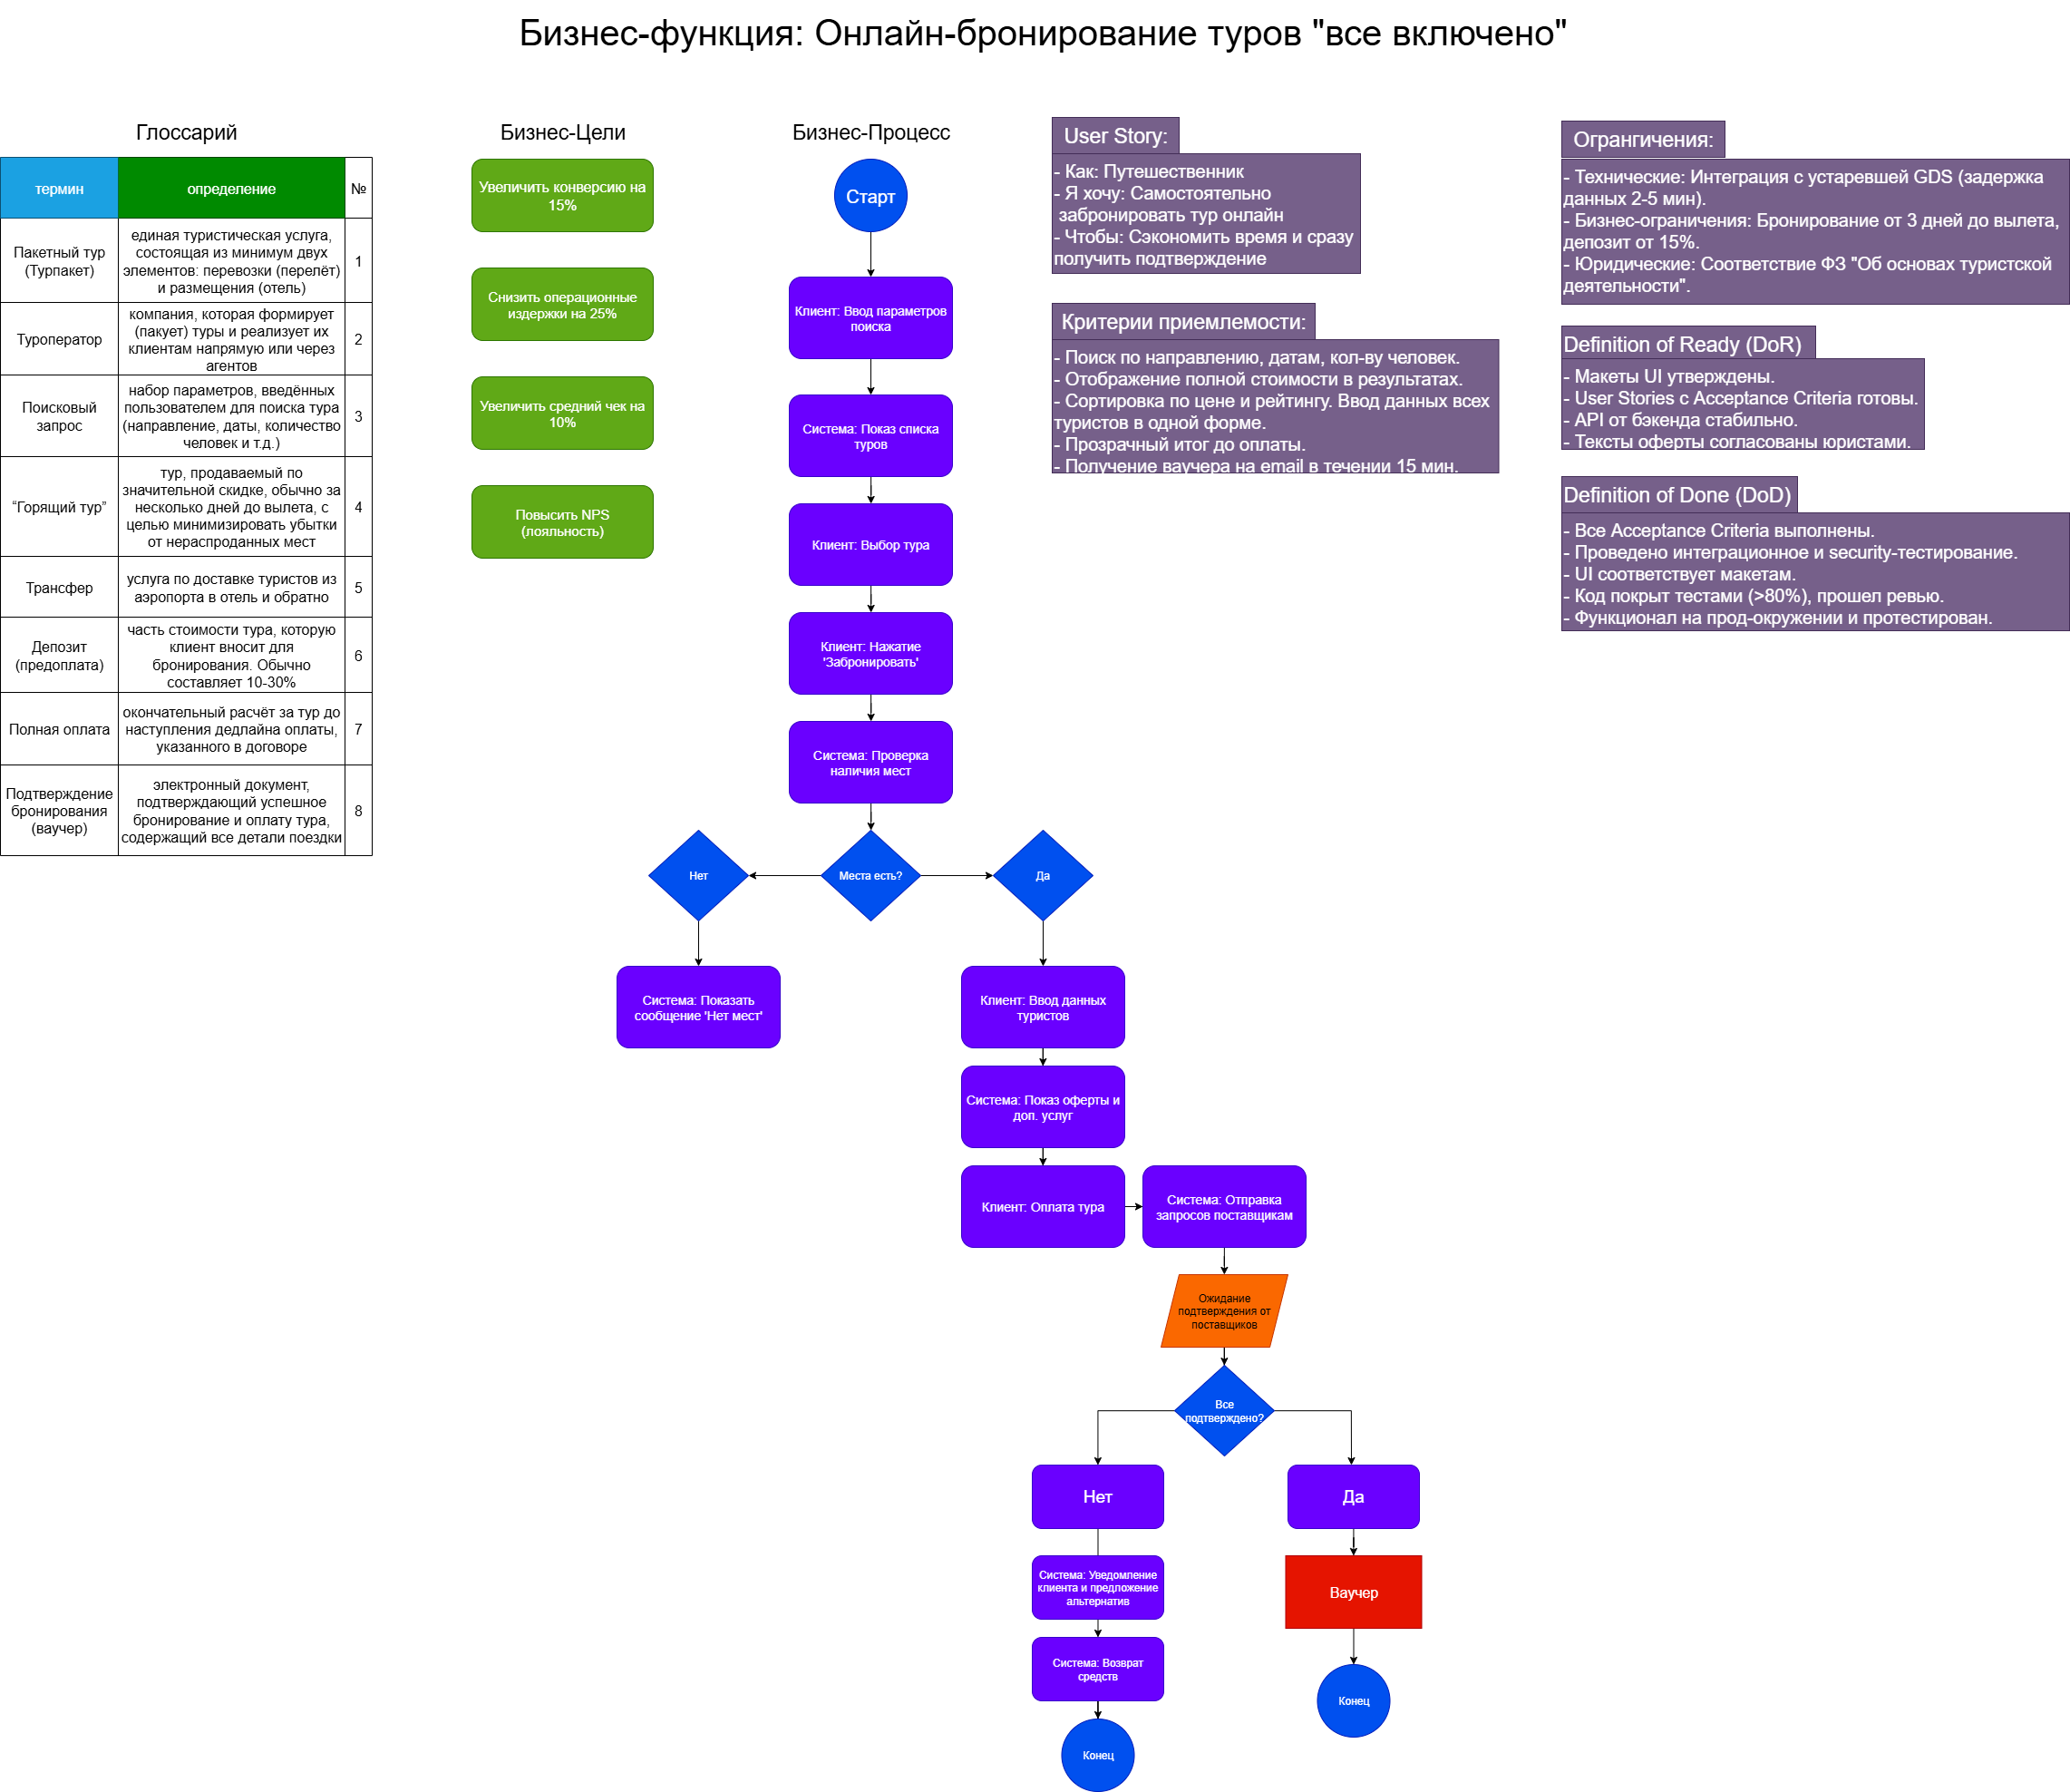 Бизнес-функция: Онлайн-бронирование туров "все включено"
Глоссарий
термин
определение
№
Пакетный тур
(Турпакет)
единая туристическая услуга,
состоящая из минимум двух
элементов: перевозки (перелёт)
и размещения (отель)
1
Туроператор
компания, которая формирует
(пакует) туры и реализует их
клиентам напрямую или через
агентов
2
Поисковый
запрос
набор параметров, введённых
пользователем для поиска тура
(направление, даты, количество
человек и т.д.)
3
“Горящий тур”
тур, продаваемый по
значительной скидке, обычно за
несколько дней до вылета, с
целью минимизировать убытки
от нераспроданных мест
4
Трансфер
услуга по доставке туристов из
аэропорта в отель и обратно
5
Депозит
(предоплата)
часть стоимости тура, которую
клиент вносит для
бронирования. Обычно
составляет 10-30%
6
Полная оплата
окончательный расчёт за тур до
наступления дедлайна оплаты,
указанного в договоре
7
Подтверждение
бронирования
(ваучер)
электронный документ,
подтверждающий успешное
бронирование и оплату тура,
содержащий все детали поездки
8
Бизнес-Цели
Увеличить конверсию на
15%
Снизить операционные
издержки на 25%
Увеличить средний чек на
10%
Повысить NPS
(лояльность)
Бизнес-Процесс
Старт
Клиент: Ввод параметров
поиска
Система: Показ списка
туров
Клиент: Выбор тура
Клиент: Нажатие
'Забронировать'
Система: Проверка
наличия мест
Нет
Места есть?
Да
Система: Показать
сообщение 'Нет мест'
Клиент: Ввод данных
туристов
Система: Показ оферты и
доп. услуг
Клиент: Оплата тура
Система: Отправка
запросов поставщикам
Ожидание
подтверждения от
поставщиков
Все
подтверждено?
Нет
Да
Система: Уведомление
клиента и предложение
альтернатив
Ваучер
Система: Возврат
средств
Конец
Конец
User Story:
- Как: Путешественник
- Я хочу: Самостоятельно
забронировать тур онлайн
- Чтобы: Сэкономить время и сразу
получить подтверждение
Критерии приемлемости:
- Поиск по направлению, датам, кол-ву человек.
- Отображение полной стоимости в результатах.
- Сортировка по цене и рейтингу. Ввод данных всех
туристов в одной форме.
- Прозрачный итог до оплаты.
- Получение ваучера на email в течении 15 мин.
Огрангичения:
- Технические: Интеграция с устаревшей GDS (задержка
данных 2-5 мин).
- Бизнес-ограничения: Бронирование от 3 дней до вылета,
депозит от 15%.
- Юридические: Соответствие ФЗ "Об основах туристской
деятельности".
Definition of Ready (DoR)
- Макеты UI утверждены.
- User Stories с Acceptance Criteria готовы.
- API от бэкенда стабильно.
- Тексты оферты согласованы юристами.
Definition of Done (DoD)
- Все Acceptance Criteria выполнены.
- Проведено интеграционное и security-тестирование.
- UI соответствует макетам.
- Код покрыт тестами (>80%), прошел ревью.
- Функционал на прод-окружении и протестирован.